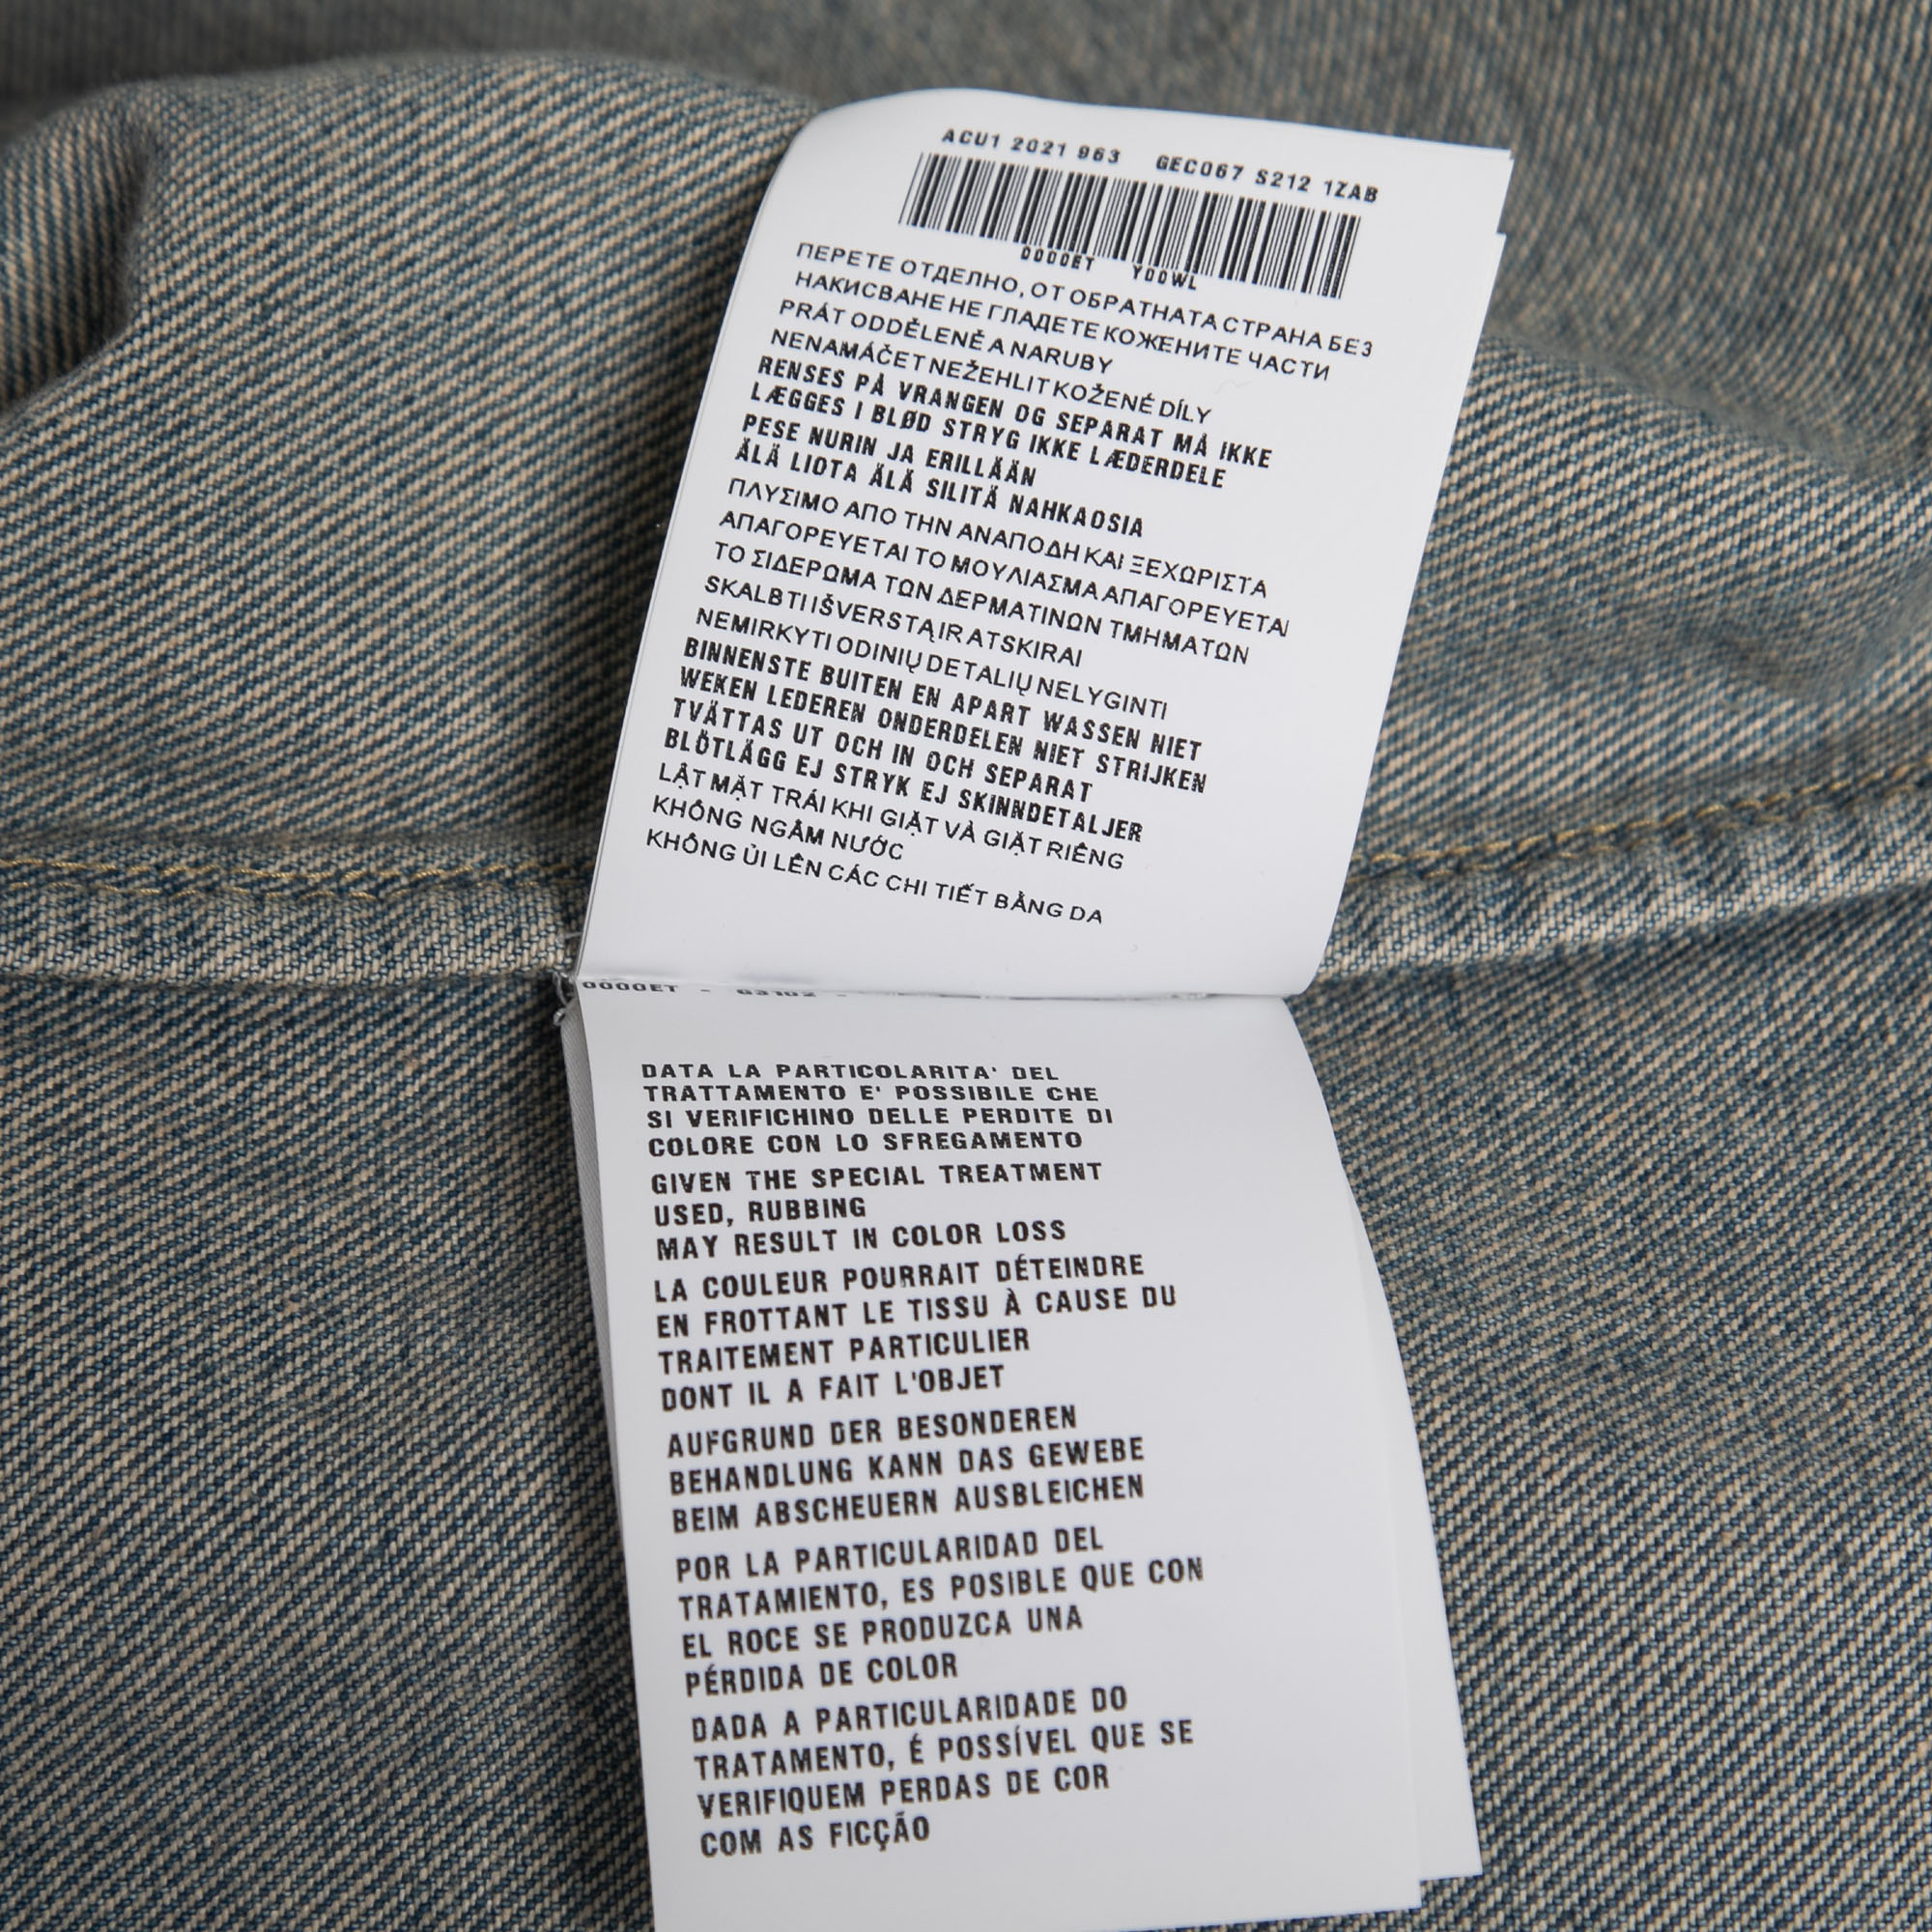 ACU1 2021 963 GEC067 S212 1ZAB
0000ET Y00WL
ПЕРЕТЕ ОТДЕЛНО, ОТ ОБРАТНАТА СТРАНА БЕЗ
НАКИСВАНЕ НЕ ГЛАДЕТЕ КОЖЕНИТЕ ЧАСТИ
PRÁT ODDĚLENĚ A NARUBY
NENAMÁČET NEŽEHLIT KOŽENÉ DÍLY
RENSES PÅ VRANGEN OG SEPARAT MÅ IKKE
LÆGGES I BLØD STRYG IKKE LÆDERDELE
PESE NURIN JA ERILLÄÄN
ÄLÄ LIOTA ÄLÄ SILITÄ NAHKAOSIA
ΠΛΥΣΙΜΟ ΑΠΟ ΤΗΝ ΑΝΑΠΟΔΗ ΚΑΙ ΞΕΧΩΡΙΣΤΑ
ΑΠΑΓΟΡΕΥΕΤΑΙ ΤΟ ΜΟΥΛΙΑΣΜΑ ΑΠΑΓΟΡΕΥΕΤΑΙ
ΤΟ ΣΙΔΕΡΩΜΑ ΤΩΝ ΔΕΡΜΑΤΙΝΩΝ ΤΜΗΜΑΤΩΝ
SKALBTI IŠVERSTĄ IR ATSKIRAI
NEMIRKYTI ODINIŲ DETALIŲ NELYGINTI
BINNENSTE BUITEN EN APART WASSEN NIET
WEKEN LEDEREN ONDERDELEN NIET STRIJKEN
TVÄTTAS UT OCH IN OCH SEPARAT
BLÖTLÄGG EJ STRYK EJ SKINNDETALJER
LẬT MẶT TRÁI KHI GIẶT VÀ GIẶT RIÊNG
KHÔNG NGÂM NƯỚC
KHÔNG ỦI LÊN CÁC CHI TIẾT BẰNG DA
0000ET -
DATA LA PARTICOLARITA' DEL
TRATTAMENTO E' POSSIBILE CHE
SI VERIFICHINO DELLE PERDITE DI
COLORE CON LO SFREGAMENTO
GIVEN THE SPECIAL TREATMENT
USED, RUBBING
MAY RESULT IN COLOR LOSS
LA COULEUR POURRAIT DÉTEINDRE
EN FROTTANT LE TISSU À CAUSE DU
TRAITEMENT PARTICULIER
DONT IL A FAIT L'OBJET
AUFGRUND DER BESONDEREN
BEHANDLUNG KANN DAS GEWEBE
BEIM ABSCHEUERN AUSBLEICHEN
POR LA PARTICULARIDAD DEL
TRATAMIENTO, ES POSIBLE QUE CON
EL ROCE SE PRODUZCA UNA
PÉRDIDA DE COLOR
DADA A PARTICULARIDADE DO
TRATAMENTO, É POSSÍVEL QUE SE
VERIFIQUEM PERDAS DE COR
COM AS FICÇÃO